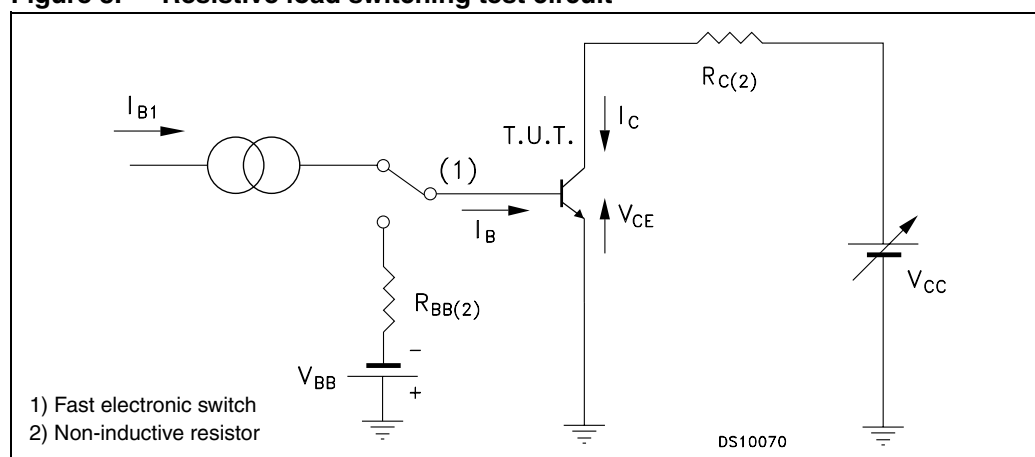 Figure 8. Resistive load switching test circuit
R_C(2)
I_B1
I_C
T.U.T.
(1)
V_CE
I_B
V_CC
R_BB(2)
−
V_BB
+
1) Fast electronic switch
2) Non-inductive resistor
DS10070